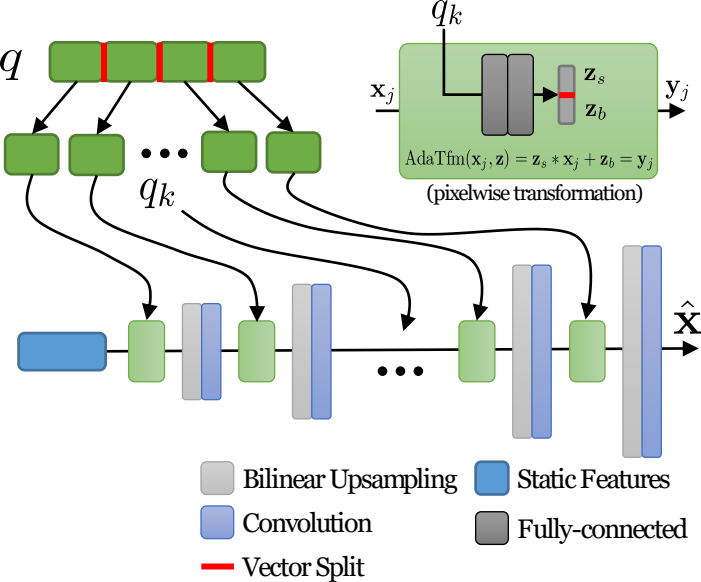 q
q_k
x_j
z_s
z_b
y_j
AdaTfm(x_j, z) = z_s * x_j + z_b = y_j
(pixelwise transformation)
q_k
x̂
Bilinear Upsampling
Static Features
Convolution
Fully-connected
Vector Split